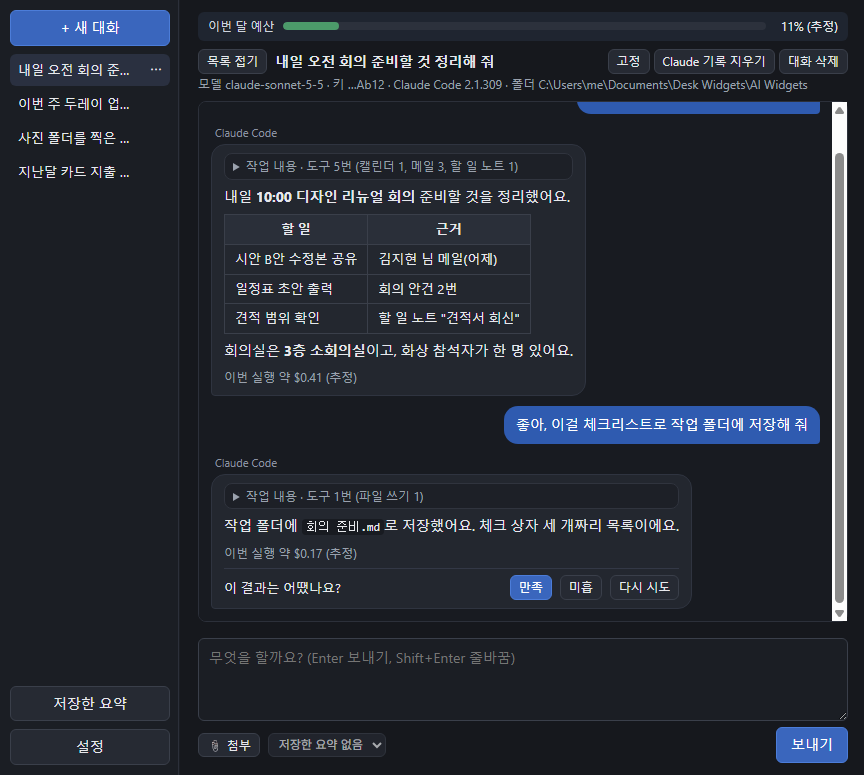 + 새 대화
내일 오전 회의 준... ···
이번 주 두레이 업...
사진 폴더를 찍은 ...
지난달 카드 지출 ...
저장한 요약
설정
이번 달 예산 11% (추정)
목록 접기 내일 오전 회의 준비할 것 정리해 줘 고정 Claude 기록 지우기 대화 삭제
모델 claude-sonnet-5-5 · 키 ...Ab12 · Claude Code 2.1.309 · 폴더 C:\Users\me\Documents\Desk Widgets\AI Widgets
Claude Code
▶ 작업 내용 · 도구 5번 (캘린더 1, 메일 3, 할 일 노트 1)
내일 10:00 디자인 리뉴얼 회의 준비할 것을 정리했어요.
할 일 근거
시안 B안 수정본 공유 김지현 님 메일(어제)
일정표 초안 출력 회의 안건 2번
견적 범위 확인 할 일 노트 "견적서 회신"
회의실은 3층 소회의실이고, 화상 참석자가 한 명 있어요.
이번 실행 약 $0.41 (추정)
좋아, 이걸 체크리스트로 작업 폴더에 저장해 줘
Claude Code
▶ 작업 내용 · 도구 1번 (파일 쓰기 1)
작업 폴더에 회의 준비.md 로 저장했어요. 체크 상자 세 개짜리 목록이에요.
이번 실행 약 $0.17 (추정)
이 결과는 어땠나요? 만족 미흡 다시 시도
무엇을 할까요? (Enter 보내기, Shift+Enter 줄바꿈)
첨부 저장한 요약 없음 보내기